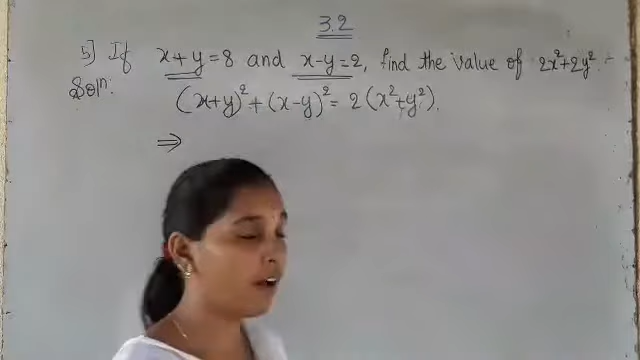 3.2
5] If x+y=8 and x-y=2, find the value of 2x²+2y².
Solⁿ.
(x+y)²+(x-y)²= 2(x²+y²).
⇒